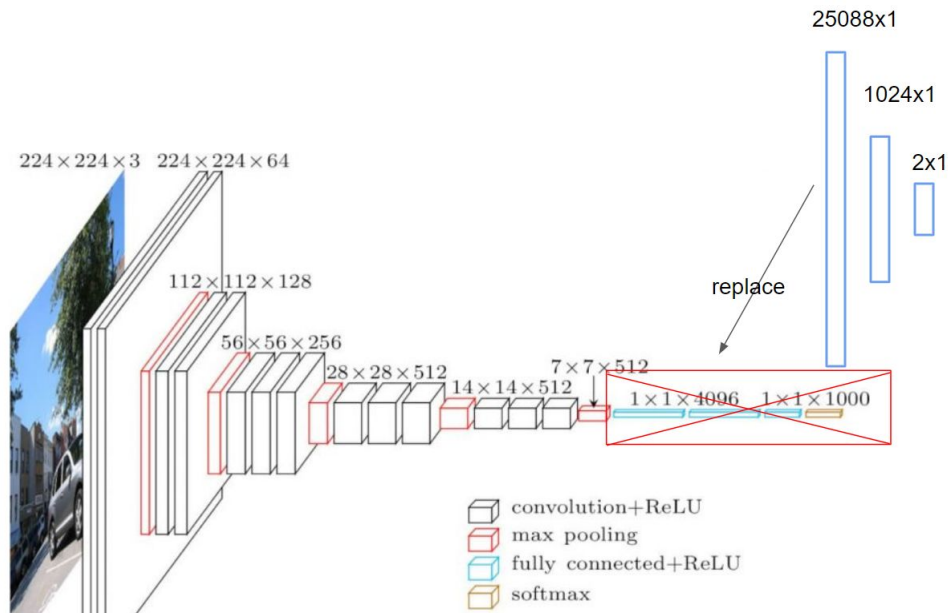 25088x1
1024x1
2x1
224×224×3
224×224×64
112×112×128
56×56×256
28×28×512
14×14×512
7×7×512
replace
1×1×4096
1×1×1000
convolution+ReLU
max pooling
fully connected+ReLU
softmax